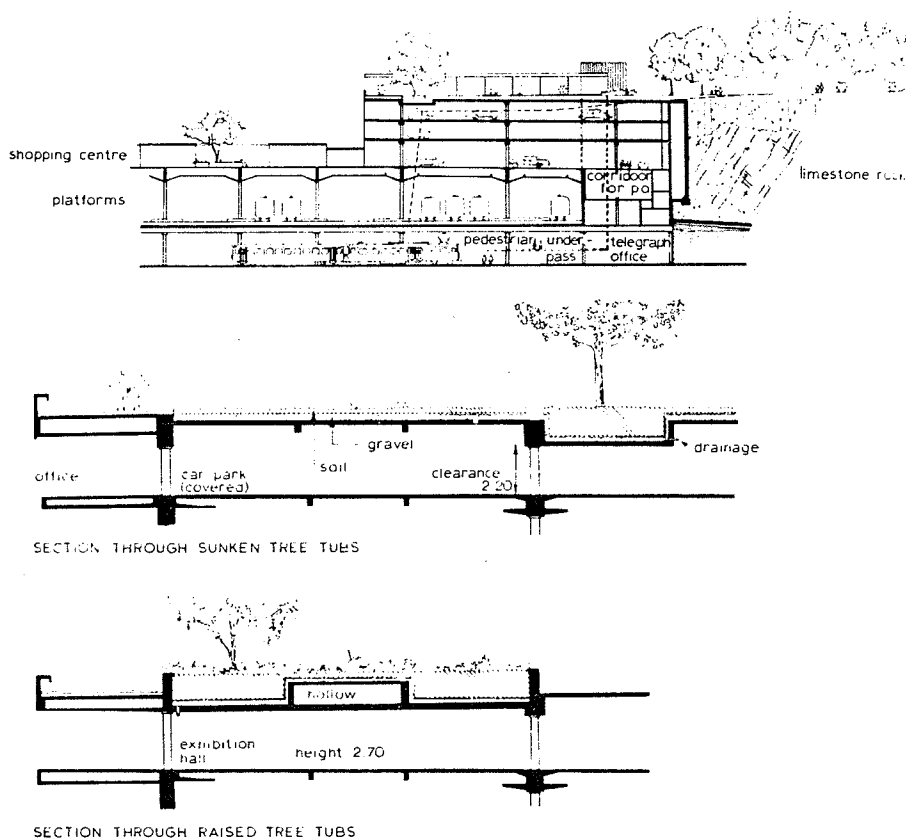 shopping centre
platforms
corridoor
for pa
limestone rock
pedestrian under-
pass
telegraph
office
gravel
soil
drainage
office
car park
(covered)
clearance
2.20
SECTION THROUGH SUNKEN TREE TUBS
hollow
exhibition
hall
height 2.70
SECTION THROUGH RAISED TREE TUBS